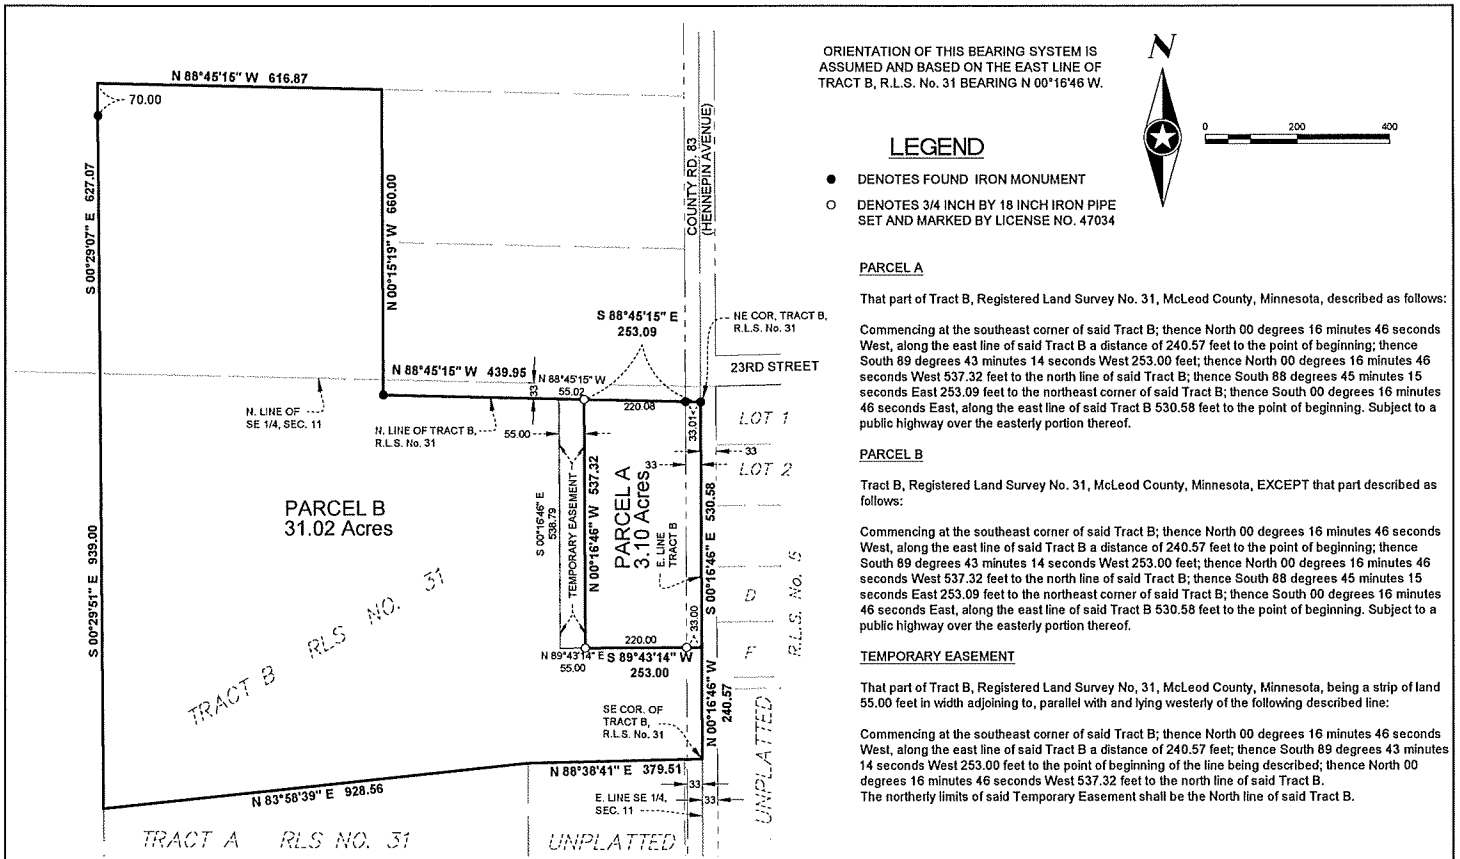 N 88°45'15" W 616.87
70.00
S 00°29'07" E 627.07
N 00°15'19" W 660.00
COUNTY RD. 83
(HENNEPIN AVENUE)
S 88°45'15" E
253.09
NE COR, TRACT B,
R.L.S. No. 31
23RD STREET
N 88°45'15" W 439.95
33
N 88°45'15" W
55.02
220.08
N. LINE OF
SE 1/4, SEC. 11
N. LINE OF TRACT B,
R.L.S. No. 31
55.00
33.01
LOT 1
33
33
LOT 2
PARCEL B
31.02 Acres
S 00°16'46" E
538.79
TEMPORARY EASEMENT
N 00°16'46" W 537.32
PARCEL A
3.10 Acres
E. LINE
TRACT B
S 00°16'46" E 530.58
S 00°29'51" E 939.00
TRACT B RLS NO. 31
D
F
R.L.S. No. 5
33.00
220.00
N 89°43'14" E
55.00
S 89°43'14" W
253.00
N 00°16'46" W
240.57
SE COR. OF
TRACT B,
R.L.S. No. 31
UNPLATTED
N 88°38'41" E 379.51
N 83°58'39" E 928.56
33
E. LINE SE 1/4,
SEC. 11
33
TRACT A RLS NO. 31
UNPLATTED
ORIENTATION OF THIS BEARING SYSTEM IS
ASSUMED AND BASED ON THE EAST LINE OF
TRACT B, R.L.S. No. 31 BEARING N 00°16'46 W.
N
0 200 400
LEGEND
DENOTES FOUND IRON MONUMENT
DENOTES 3/4 INCH BY 18 INCH IRON PIPE
SET AND MARKED BY LICENSE NO. 47034
PARCEL A
That part of Tract B, Registered Land Survey No. 31, McLeod County, Minnesota, described as follows:
Commencing at the southeast corner of said Tract B; thence North 00 degrees 16 minutes 46 seconds
West, along the east line of said Tract B a distance of 240.57 feet to the point of beginning; thence
South 89 degrees 43 minutes 14 seconds West 253.00 feet; thence North 00 degrees 16 minutes 46
seconds West 537.32 feet to the north line of said Tract B; thence South 88 degrees 45 minutes 15
seconds East 253.09 feet to the northeast corner of said Tract B; thence South 00 degrees 16 minutes
46 seconds East, along the east line of said Tract B 530.58 feet to the point of beginning. Subject to a
public highway over the easterly portion thereof.
PARCEL B
Tract B, Registered Land Survey No. 31, McLeod County, Minnesota, EXCEPT that part described as
follows:
Commencing at the southeast corner of said Tract B; thence North 00 degrees 16 minutes 46 seconds
West, along the east line of said Tract B a distance of 240.57 feet to the point of beginning; thence
South 89 degrees 43 minutes 14 seconds West 253.00 feet; thence North 00 degrees 16 minutes 46
seconds West 537.32 feet to the north line of said Tract B; thence South 88 degrees 45 minutes 15
seconds East 253.09 feet to the northeast corner of said Tract B; thence South 00 degrees 16 minutes
46 seconds East, along the east line of said Tract B 530.58 feet to the point of beginning. Subject to a
public highway over the easterly portion thereof.
TEMPORARY EASEMENT
That part of Tract B, Registered Land Survey No, 31, McLeod County, Minnesota, being a strip of land
55.00 feet in width adjoining to, parallel with and lying westerly of the following described line:
Commencing at the southeast corner of said Tract B; thence North 00 degrees 16 minutes 46 seconds
West, along the east line of said Tract B a distance of 240.57 feet; thence South 89 degrees 43 minutes
14 seconds West 253.00 feet to the point of beginning of the line being described; thence North 00
degrees 16 minutes 46 seconds West 537.32 feet to the north line of said Tract B.
The northerly limits of said Temporary Easement shall be the North line of said Tract B.